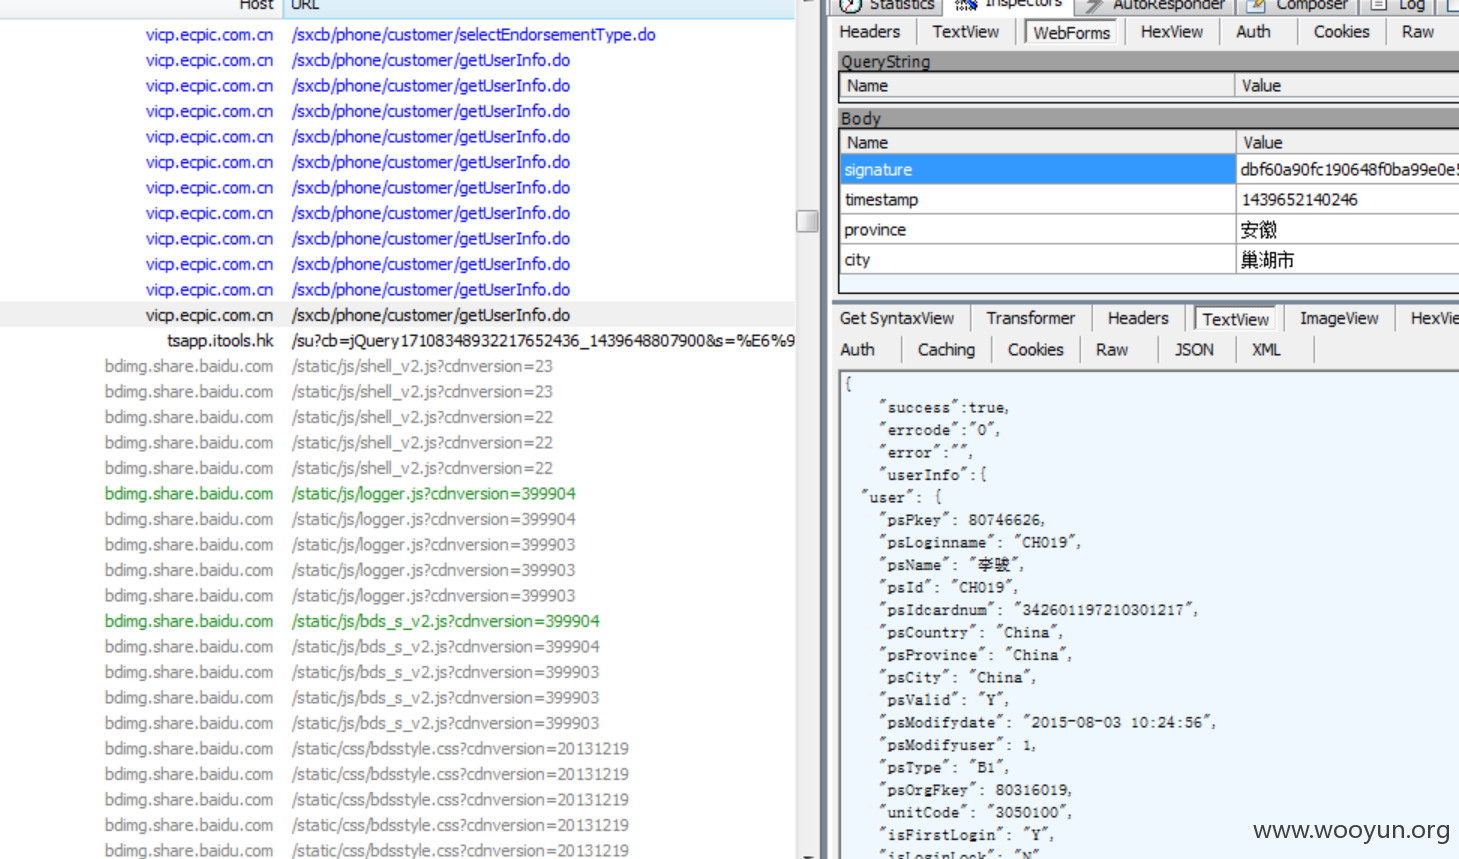 Host URL
vicp.ecpic.com.cn /sxcb/phone/customer/selectEndorsementType.do
vicp.ecpic.com.cn /sxcb/phone/customer/getUserInfo.do
vicp.ecpic.com.cn /sxcb/phone/customer/getUserInfo.do
vicp.ecpic.com.cn /sxcb/phone/customer/getUserInfo.do
vicp.ecpic.com.cn /sxcb/phone/customer/getUserInfo.do
vicp.ecpic.com.cn /sxcb/phone/customer/getUserInfo.do
vicp.ecpic.com.cn /sxcb/phone/customer/getUserInfo.do
vicp.ecpic.com.cn /sxcb/phone/customer/getUserInfo.do
vicp.ecpic.com.cn /sxcb/phone/customer/getUserInfo.do
vicp.ecpic.com.cn /sxcb/phone/customer/getUserInfo.do
vicp.ecpic.com.cn /sxcb/phone/customer/getUserInfo.do
vicp.ecpic.com.cn /sxcb/phone/customer/getUserInfo.do
tsapp.itools.hk /su?cb=jQuery17108348932217652436_1439648807900&s=%E6%9
bdimg.share.baidu.com /static/js/shell_v2.js?cdnversion=23
bdimg.share.baidu.com /static/js/shell_v2.js?cdnversion=23
bdimg.share.baidu.com /static/js/shell_v2.js?cdnversion=22
bdimg.share.baidu.com /static/js/shell_v2.js?cdnversion=22
bdimg.share.baidu.com /static/js/shell_v2.js?cdnversion=22
bdimg.share.baidu.com /static/js/logger.js?cdnversion=399904
bdimg.share.baidu.com /static/js/logger.js?cdnversion=399904
bdimg.share.baidu.com /static/js/logger.js?cdnversion=399903
bdimg.share.baidu.com /static/js/logger.js?cdnversion=399903
bdimg.share.baidu.com /static/js/logger.js?cdnversion=399903
bdimg.share.baidu.com /static/js/bds_s_v2.js?cdnversion=399904
bdimg.share.baidu.com /static/js/bds_s_v2.js?cdnversion=399904
bdimg.share.baidu.com /static/js/bds_s_v2.js?cdnversion=399903
bdimg.share.baidu.com /static/js/bds_s_v2.js?cdnversion=399903
bdimg.share.baidu.com /static/js/bds_s_v2.js?cdnversion=399903
bdimg.share.baidu.com /static/css/bdsstyle.css?cdnversion=20131219
bdimg.share.baidu.com /static/css/bdsstyle.css?cdnversion=20131219
bdimg.share.baidu.com /static/css/bdsstyle.css?cdnversion=20131219
bdimg.share.baidu.com /static/css/bdsstyle.css?cdnversion=20131219
bdimg.share.baidu.com /static/css/bdsstyle.css?cdnversion=20131219
Statistics Inspectors AutoResponder Composer Log
Headers TextView WebForms HexView Auth Cookies Raw
QueryString
Name Value
Body
Name Value
signature dbf60a90fc190648f0ba99e0e5
timestamp 1439652140246
province 安徽
city 巢湖市
Get SyntaxView Transformer Headers TextView ImageView HexVie
Auth Caching Cookies Raw JSON XML
{
"success":true,
"errcode":"0",
"error":"",
"userInfo":{
"user": {
"psPkey": 80746626,
"psLoginname": "CH019",
"psName": "李骏",
"psId": "CH019",
"psIdcardnum": "342601197210301217",
"psCountry": "China",
"psProvince": "China",
"psCity": "China",
"psValid": "Y",
"psModifydate": "2015-08-03 10:24:56",
"psModifyuser": 1,
"psType": "B1",
"psOrgFkey": 80316019,
"unitCode": "3050100",
"isFirstLogin": "Y",
"isLoginLock": "N"
www.wooyun.org